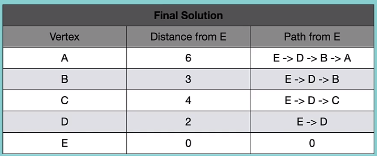 Final Solution
Vertex Distance from E Path from E
A 6 E -> D -> B -> A
B 3 E -> D -> B
C 4 E -> D -> C
D 2 E -> D
E 0 0